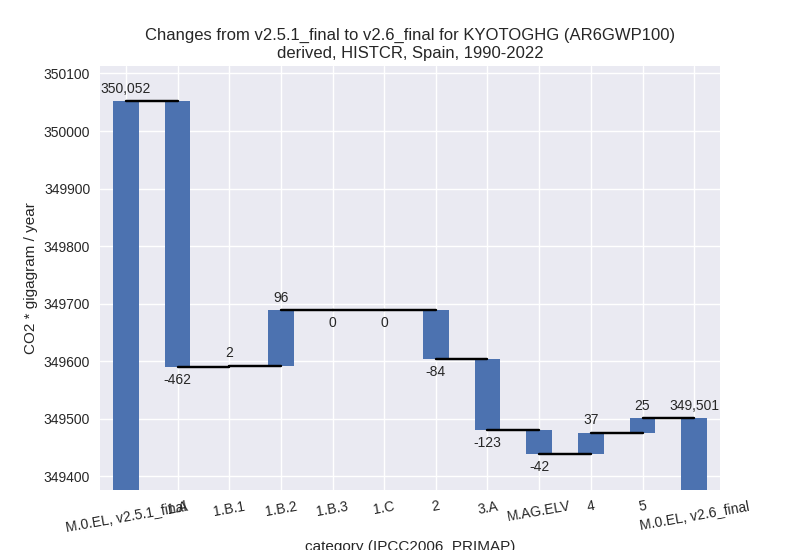 Changes from v2.5.1_final to v2.6_final for KYOTOGHG (AR6GWP100)
derived, HISTCR, Spain, 1990-2022
CO2 * gigagram / year
350100
350000
349900
349800
349700
349600
349500
349400
350,052
-462
2
96
0
0
-84
-123
-42
37
25
349,501
M.0.EL, v2.5.1_final
1.A
1.B.1
1.B.2
1.B.3
1.C
2
3.A
M.AG.ELV
4
5
M.0.EL, v2.6_final
category (IPCC2006_PRIMAP)